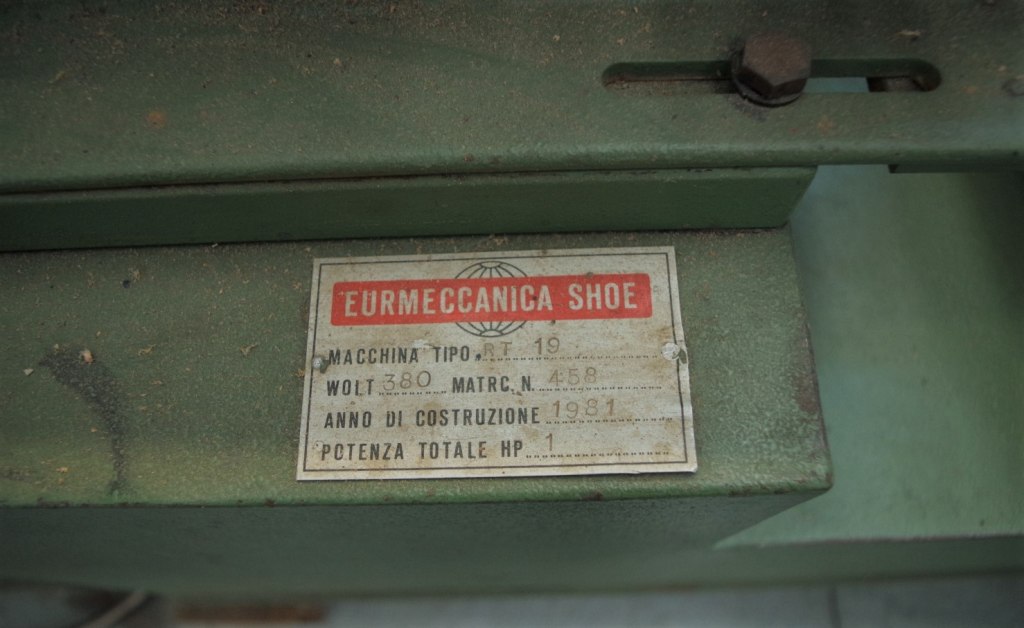 EURMECCANICA SHOE
MACCHINA TIPO. RT 19
WOLT 380 MATRC. N. 458
ANNO DI COSTRUZIONE 1981
POTENZA TOTALE HP 1